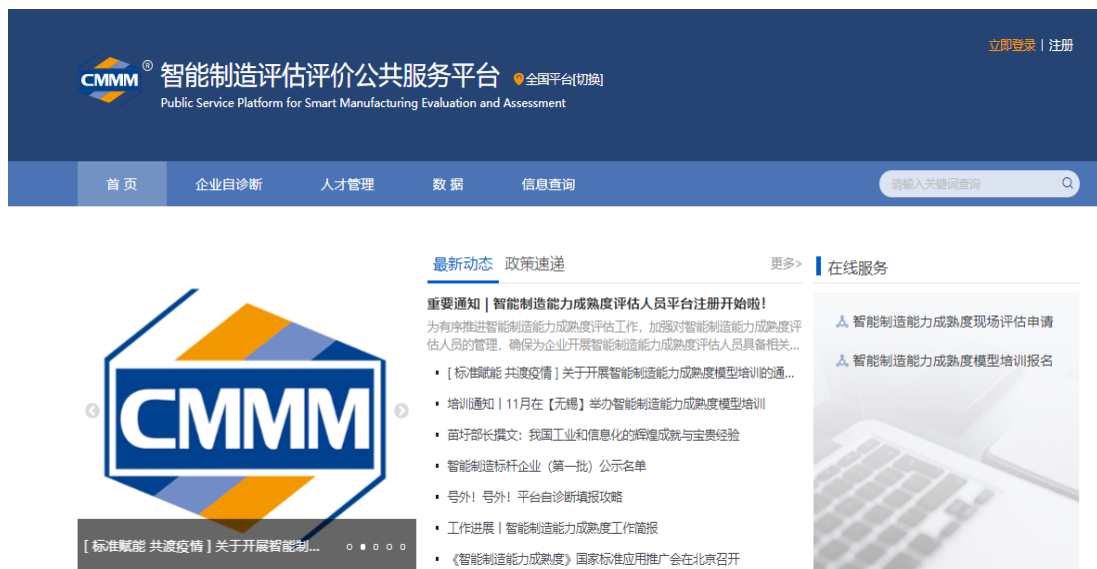 立即登录 | 注册
CMMM ®
智能制造评估评价公共服务平台 全国平台[切换]
Public Service Platform for Smart Manufacturing Evaluation and Assessment
首 页 企业自诊断 人才管理 数 据 信息查询 请输入关键词查询
最新动态 政策速递 更多>
在线服务
重要通知 | 智能制造能力成熟度评估人员平台注册开始啦！
为有序推进智能制造能力成熟度评估工作，加强对智能制造能力成熟度评
估人员的管理，确保为企业开展智能制造能力成熟度评估人员具备相关...
[ 标准赋能 共渡疫情 ] 关于开展智能制造能力成熟度模型培训的通...
培训通知丨11月在【无锡】举办智能制造能力成熟度模型培训
苗圩部长撰文：我国工业和信息化的辉煌成就与宝贵经验
智能制造标杆企业（第一批）公示名单
号外！号外！平台自诊断填报攻略
工作进展丨智能制造能力成熟度工作简报
《智能制造能力成熟度》国家标准应用推广会在北京召开
智能制造能力成熟度现场评估申请
智能制造能力成熟度模型培训报名
CMMM
[ 标准赋能 共渡疫情 ] 关于开展智能制...